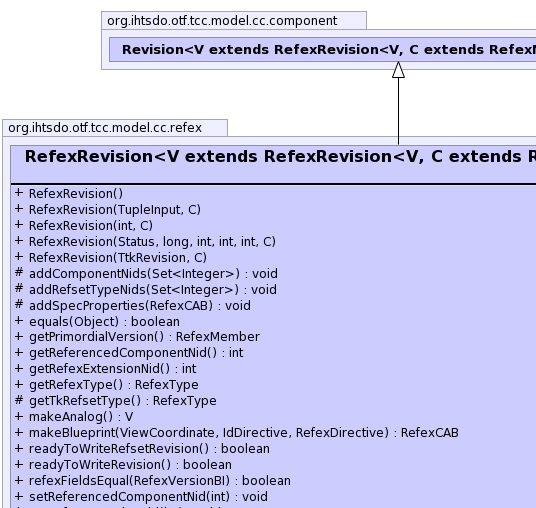 org.ihtsdo.otf.tcc.model.cc.component
Revision<V extends RefexRevision<V, C extends RefexM
org.ihtsdo.otf.tcc.model.cc.refex
RefexRevision<V extends RefexRevision<V, C extends R
+ RefexRevision()
+ RefexRevision(TupleInput, C)
+ RefexRevision(int, C)
+ RefexRevision(Status, long, int, int, int, C)
+ RefexRevision(TtkRevision, C)
# addComponentNids(Set<Integer>) : void
# addRefsetTypeNids(Set<Integer>) : void
# addSpecProperties(RefexCAB) : void
+ equals(Object) : boolean
+ getPrimordialVersion() : RefexMember
+ getReferencedComponentNid() : int
+ getRefexExtensionNid() : int
+ getRefexType() : RefexType
# getTkRefsetType() : RefexType
+ makeAnalog() : V
+ makeBlueprint(ViewCoordinate, IdDirective, RefexDirective) : RefexCAB
+ readyToWriteRefsetRevision() : boolean
+ readyToWriteRevision() : boolean
+ refexFieldsEqual(RefexVersionBI) : boolean
+ setReferencedComponentNid(int) : void